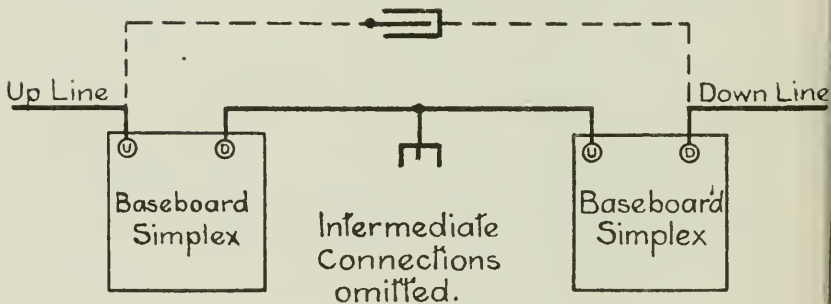 Up Line
Down Line
U
D
U
D
Baseboard
Simplex
Intermediate
Connections
omitted.
Baseboard
Simplex